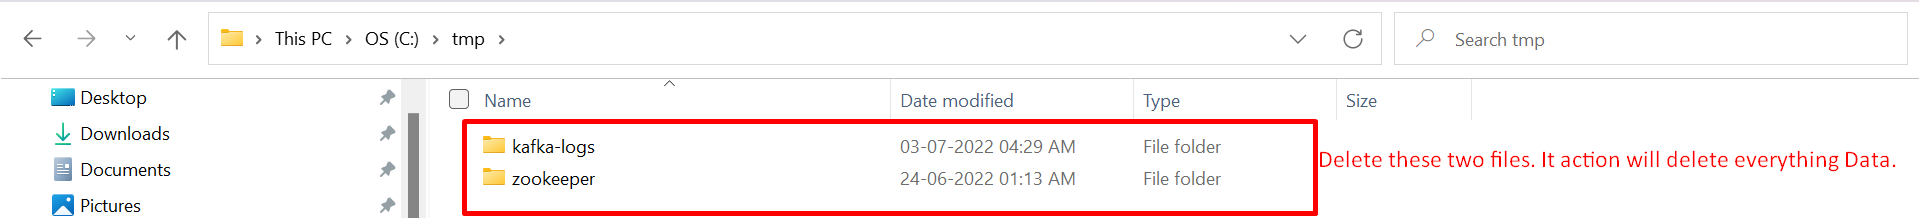 This PC > OS (C:) > tmp >
Search tmp
Desktop
Name Date modified Type Size
Downloads
kafka-logs 03-07-2022 04:29 AM File folder
Delete these two files. It action will delete everything Data.
Documents
zookeeper 24-06-2022 01:13 AM File folder
Pictures